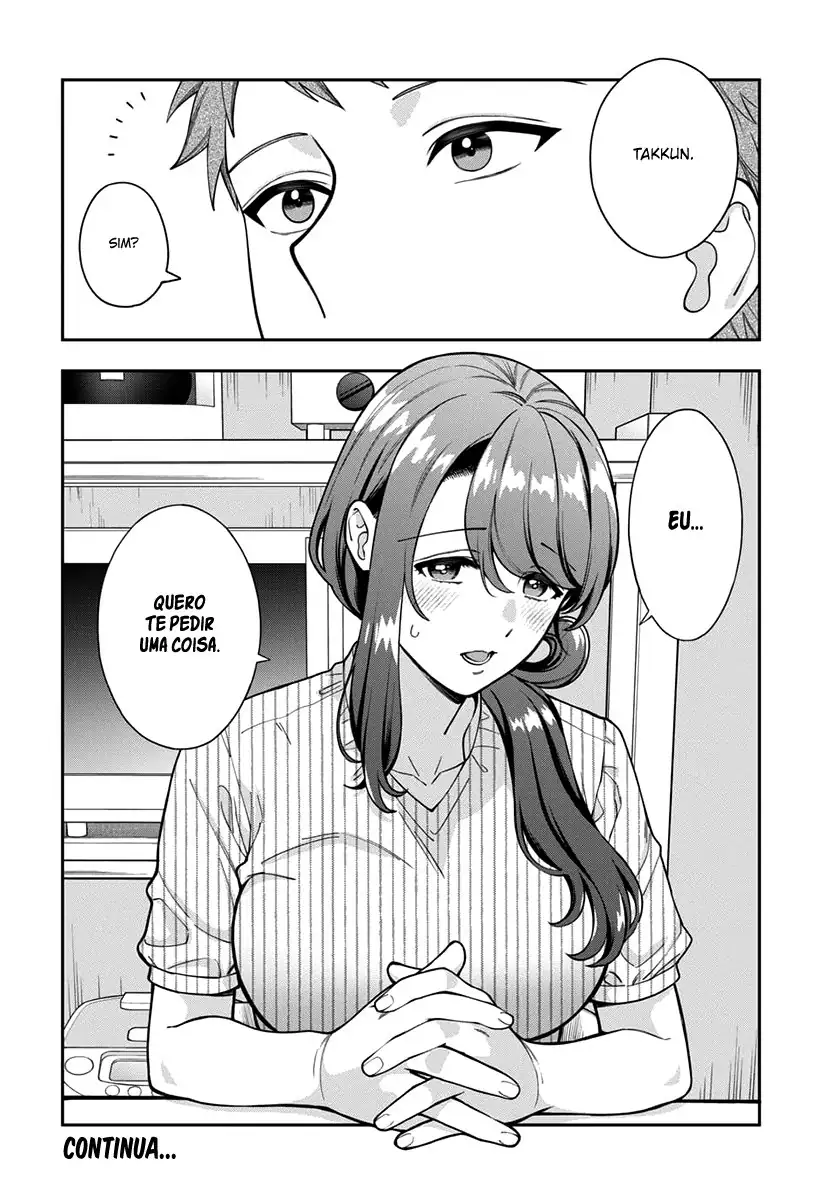 TAKKUN.
SIM?
EU...
QUERO
TE PEDIR
UMA COISA.
CONTINUA...